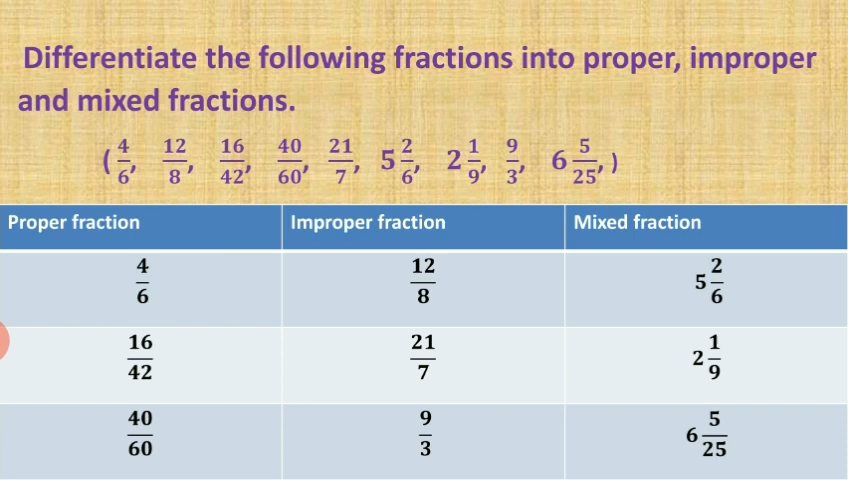 Differentiate the following fractions into proper, improper
and mixed fractions.
( 4/6, 12/8, 16/42, 40/60, 21/7, 5 2/6, 2 1/9, 9/3, 6 5/25, )
Proper fraction Improper fraction Mixed fraction
4/6 12/8 5 2/6
16/42 21/7 2 1/9
40/60 9/3 6 5/25